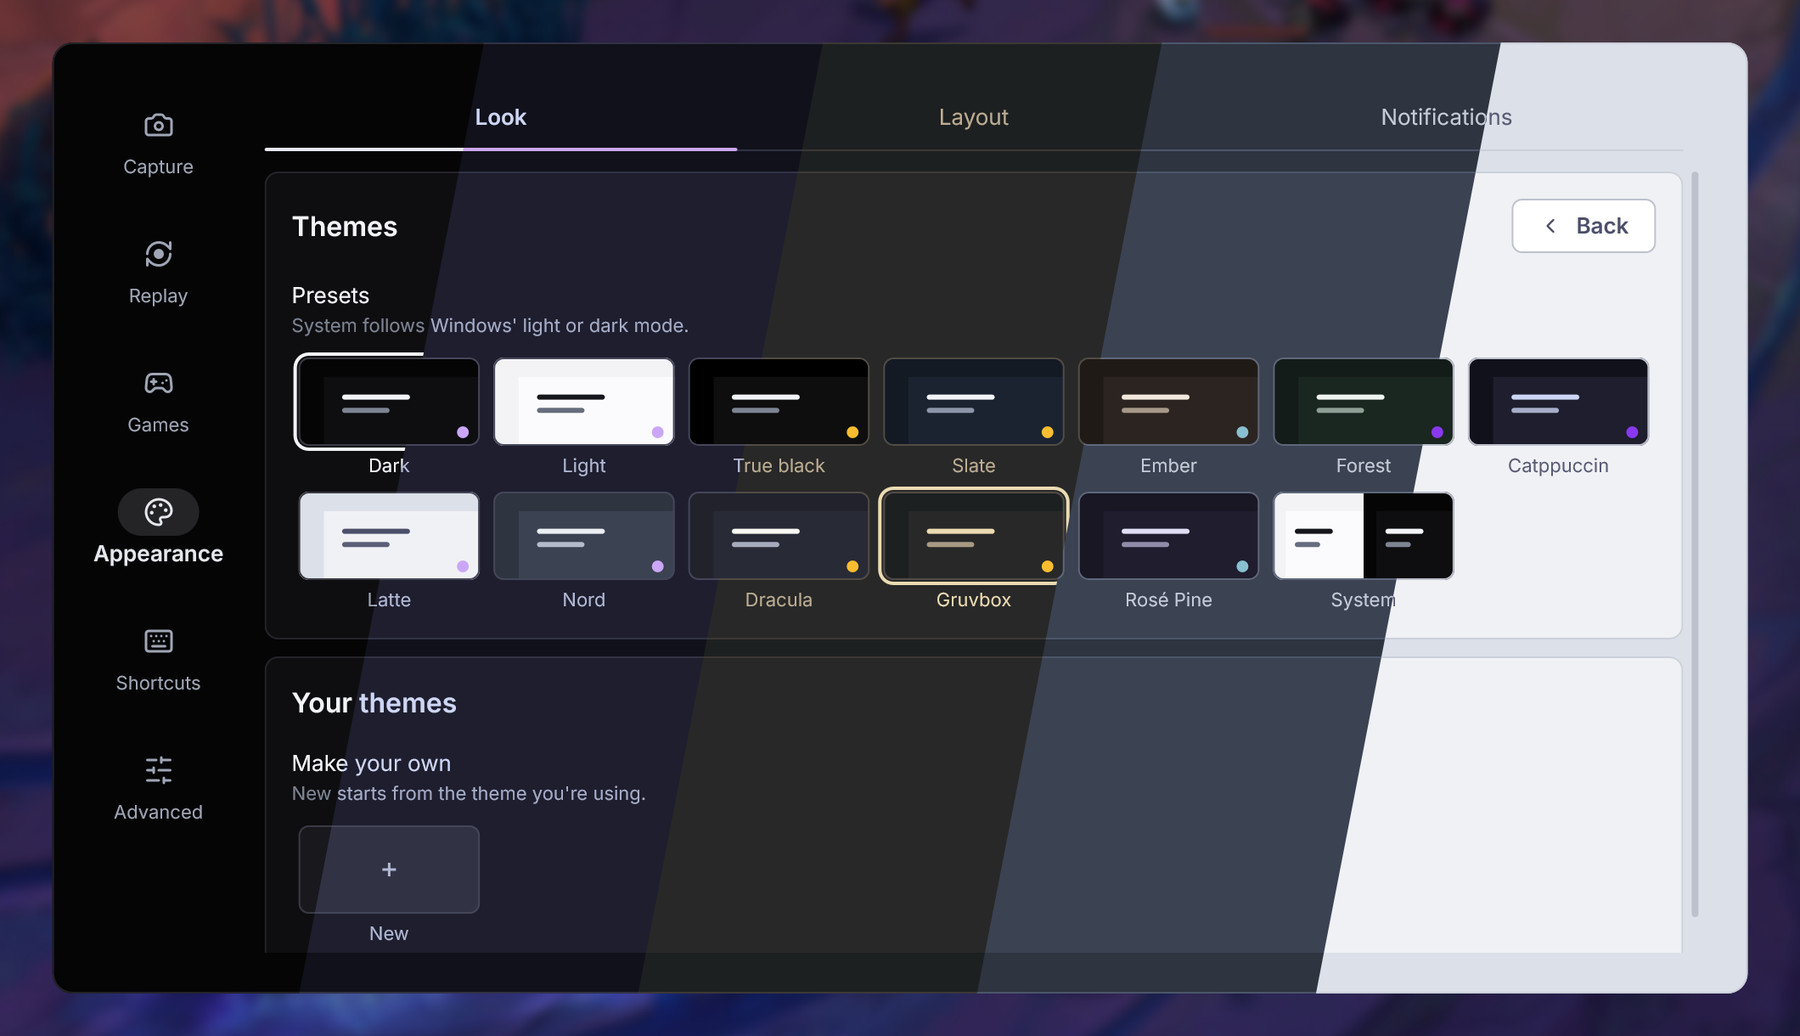 Look
Layout
Notifications
Capture
Replay
Games
Appearance
Shortcuts
Advanced
Themes
Back
Presets
System follows Windows' light or dark mode.
Dark
Light
True black
Slate
Ember
Forest
Catppuccin
Latte
Nord
Dracula
Gruvbox
Rosé Pine
System
Your themes
Make your own
New starts from the theme you're using.
+
New